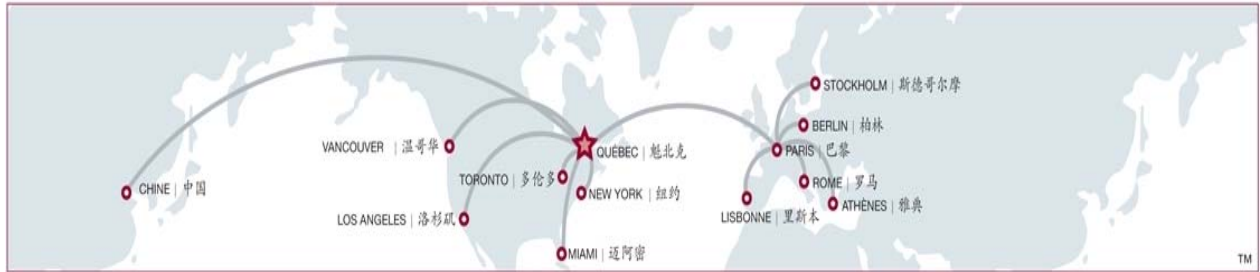 STOCKHOLM | 斯德哥尔摩
BERLIN | 柏林
VANCOUVER | 温哥华
QUÉBEC | 魁北克
PARIS | 巴黎
TORONTO | 多伦多
ROME | 罗马
CHINE | 中国
NEW YORK | 纽约
ATHÈNES | 雅典
LOS ANGELES | 洛杉矶
LISBONNE | 里斯本
MIAMI | 迈阿密
TM